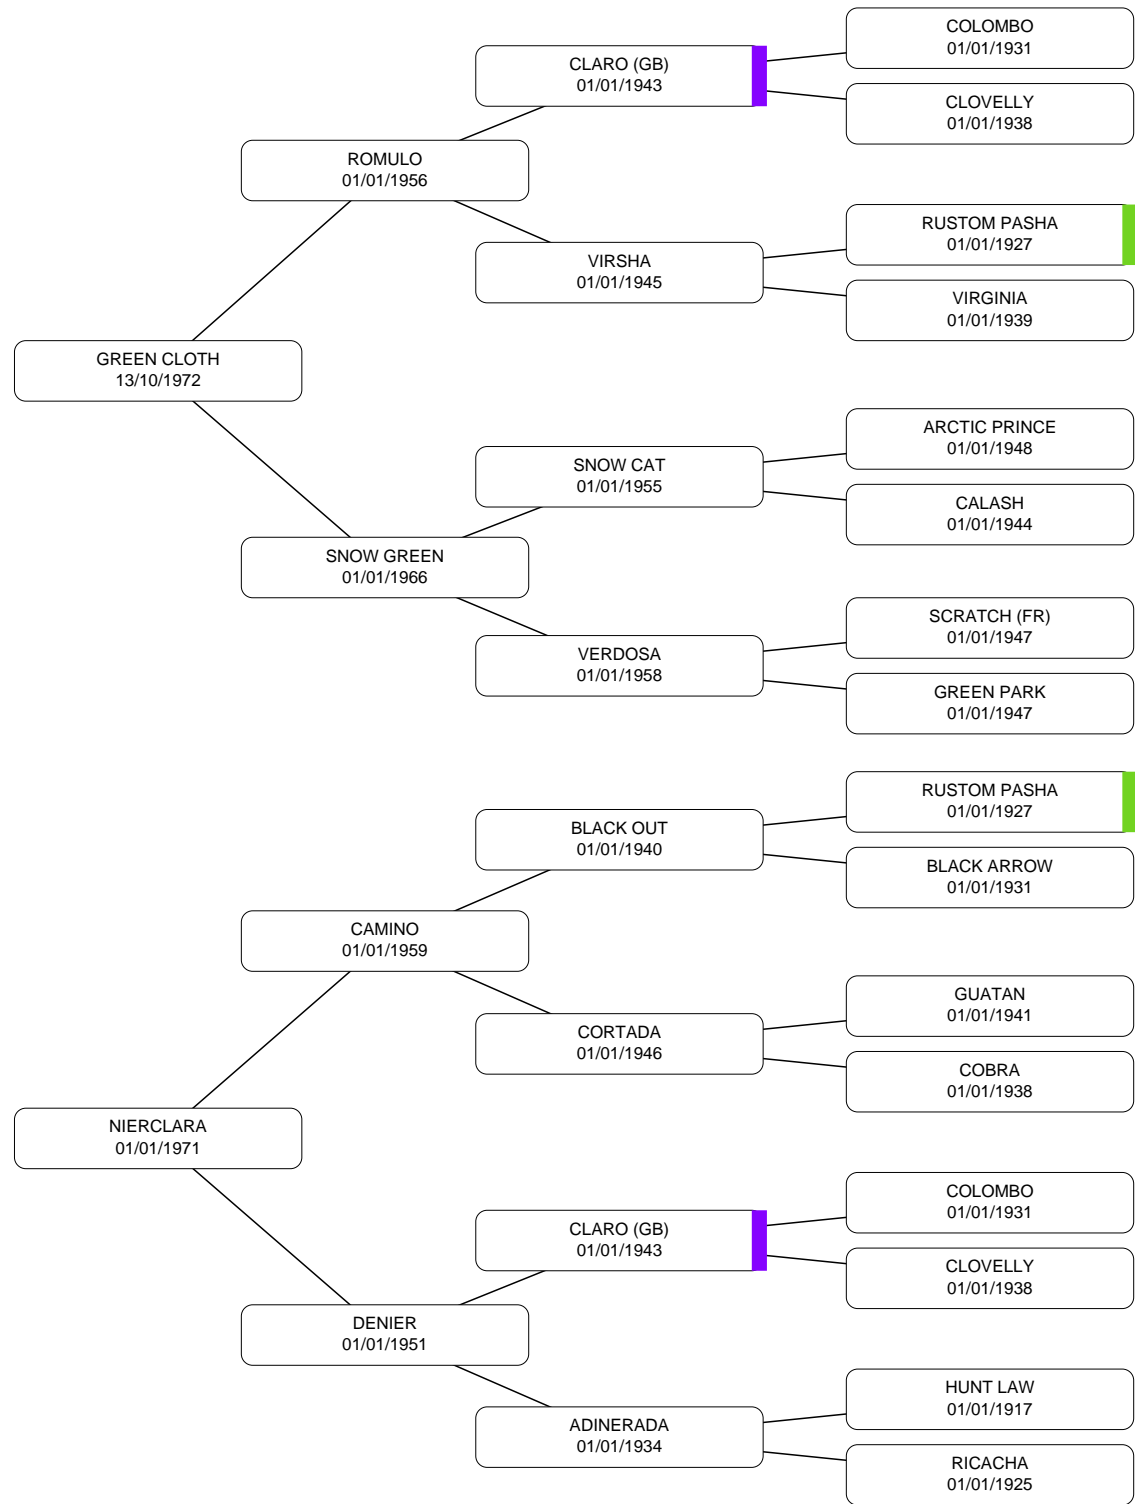 COLOMBO
01/01/1931
CLARO (GB)
01/01/1943
CLOVELLY
01/01/1938
ROMULO
01/01/1956
RUSTOM PASHA
01/01/1927
VIRSHA
01/01/1945
VIRGINIA
01/01/1939
GREEN CLOTH
13/10/1972
ARCTIC PRINCE
01/01/1948
SNOW CAT
01/01/1955
CALASH
01/01/1944
SNOW GREEN
01/01/1966
SCRATCH (FR)
01/01/1947
VERDOSA
01/01/1958
GREEN PARK
01/01/1947
RUSTOM PASHA
01/01/1927
BLACK OUT
01/01/1940
BLACK ARROW
01/01/1931
CAMINO
01/01/1959
GUATAN
01/01/1941
CORTADA
01/01/1946
COBRA
01/01/1938
NIERCLARA
01/01/1971
COLOMBO
01/01/1931
CLARO (GB)
01/01/1943
CLOVELLY
01/01/1938
DENIER
01/01/1951
HUNT LAW
01/01/1917
ADINERADA
01/01/1934
RICACHA
01/01/1925